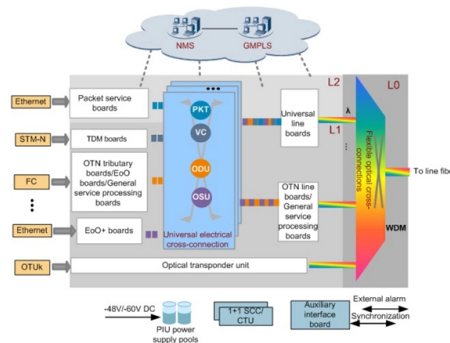 NMS
GMPLS
L2
L0
Ethernet
Packet service
boards
PKT
Universal
line
boards
λ
L1
STM-N
TDM boards
VC
FC
OTN tributary
boards/EoO
boards/General
service processing
boards
ODU
OSU
Flexible optical cross-
connections
To line fibe
OTN line
boards/
General
service
processing
boards
WDM
Ethernet
EoO+ boards
Universal electrical
cross-connection
OTUk
Optical transponder unit
-48V/-60V DC
PIU power
supply pools
1+1 SCC/
CTU
Auxiliary
interface
board
External alarm
Synchronization